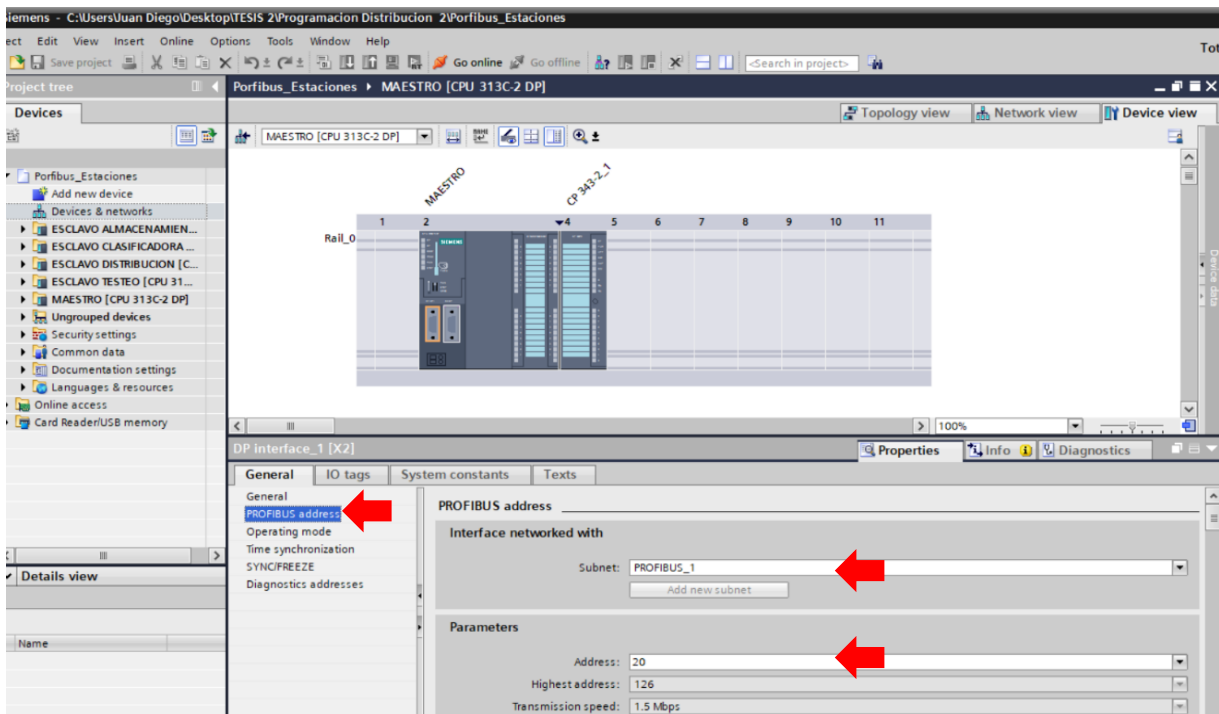 iemens - C:\Users\Juan Diego\Desktop\TESIS 2\Programacion Distribucion 2\Porfibus_Estaciones
ect Edit View Insert Online Options Tools Window Help
Tot
Save project Go online Go offline <Search in project>
Project tree
Porfibus_Estaciones MAESTRO [CPU 313C-2 DP]
Devices
Topology view Network view Device view
MAESTRO [CPU 313C-2 DP]
Porfibus_Estaciones
Add new device
Devices & networks
ESCLAVO ALMACENAMIEN...
ESCLAVO CLASIFICADORA ...
ESCLAVO DISTRIBUCION [C...
ESCLAVO TESTEO [CPU 31...
MAESTRO [CPU 313C-2 DP]
Ungrouped devices
Security settings
Common data
Documentation settings
Languages & resources
Online access
Card Reader/USB memory
MAESTRO
CP 343-2_1
1 2 4 5 6 7 8 9 10 11
Rail_0
SIEMENS
Device data
100%
DP interface_1 [X2]
Properties Info Diagnostics
General IO tags System constants Texts
General
PROFIBUS address
Operating mode
Time synchronization
SYNC/FREEZE
Diagnostics addresses
PROFIBUS address
Interface networked with
Subnet: PROFIBUS_1
Add new subnet
Parameters
Address: 20
Highest address: 126
Transmission speed: 1.5 Mbps
Details view
Name